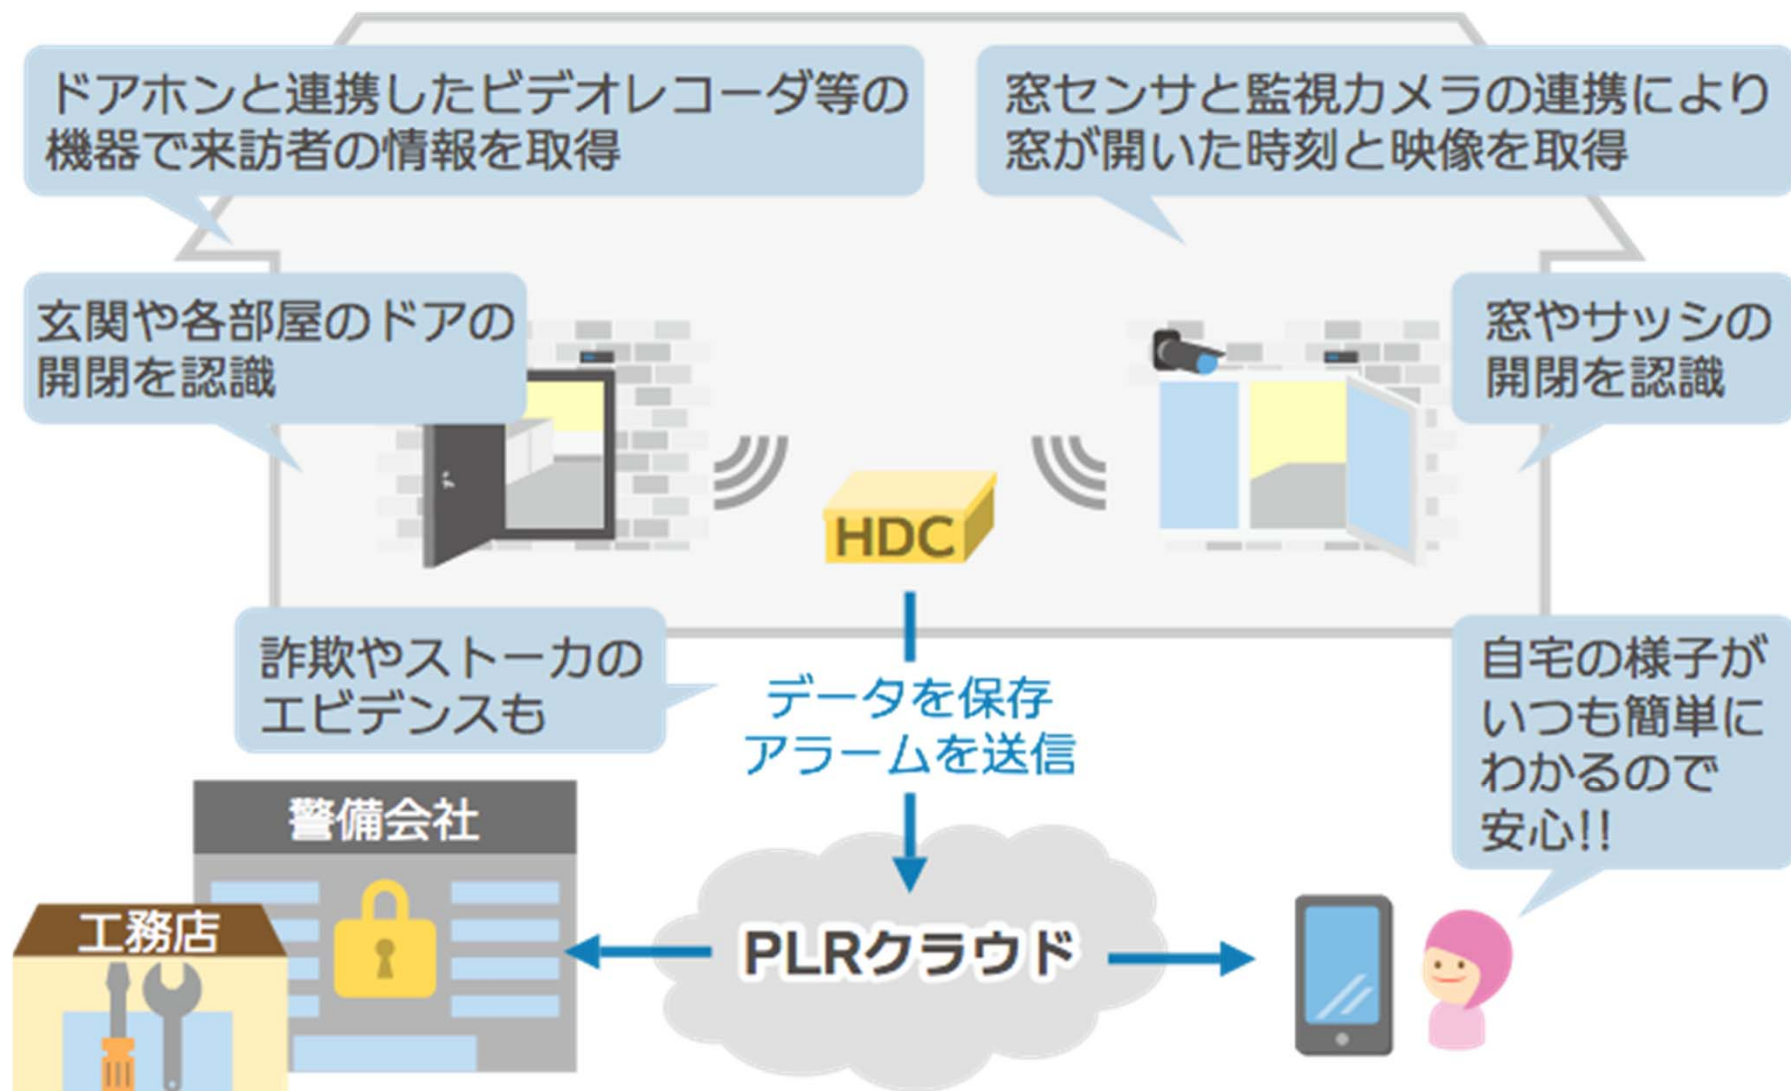 ドアホンと連携したビデオレコーダ等の
機器で来訪者の情報を取得
窓センサと監視カメラの連携により
窓が開いた時刻と映像を取得
玄関や各部屋のドアの
開閉を認識
窓やサッシの
開閉を認識
HDC
詐欺やストーカの
エビデンスも
データを保存
アラームを送信
自宅の様子が
いつも簡単に
わかるので
安心!!
警備会社
工務店
PLRクラウド